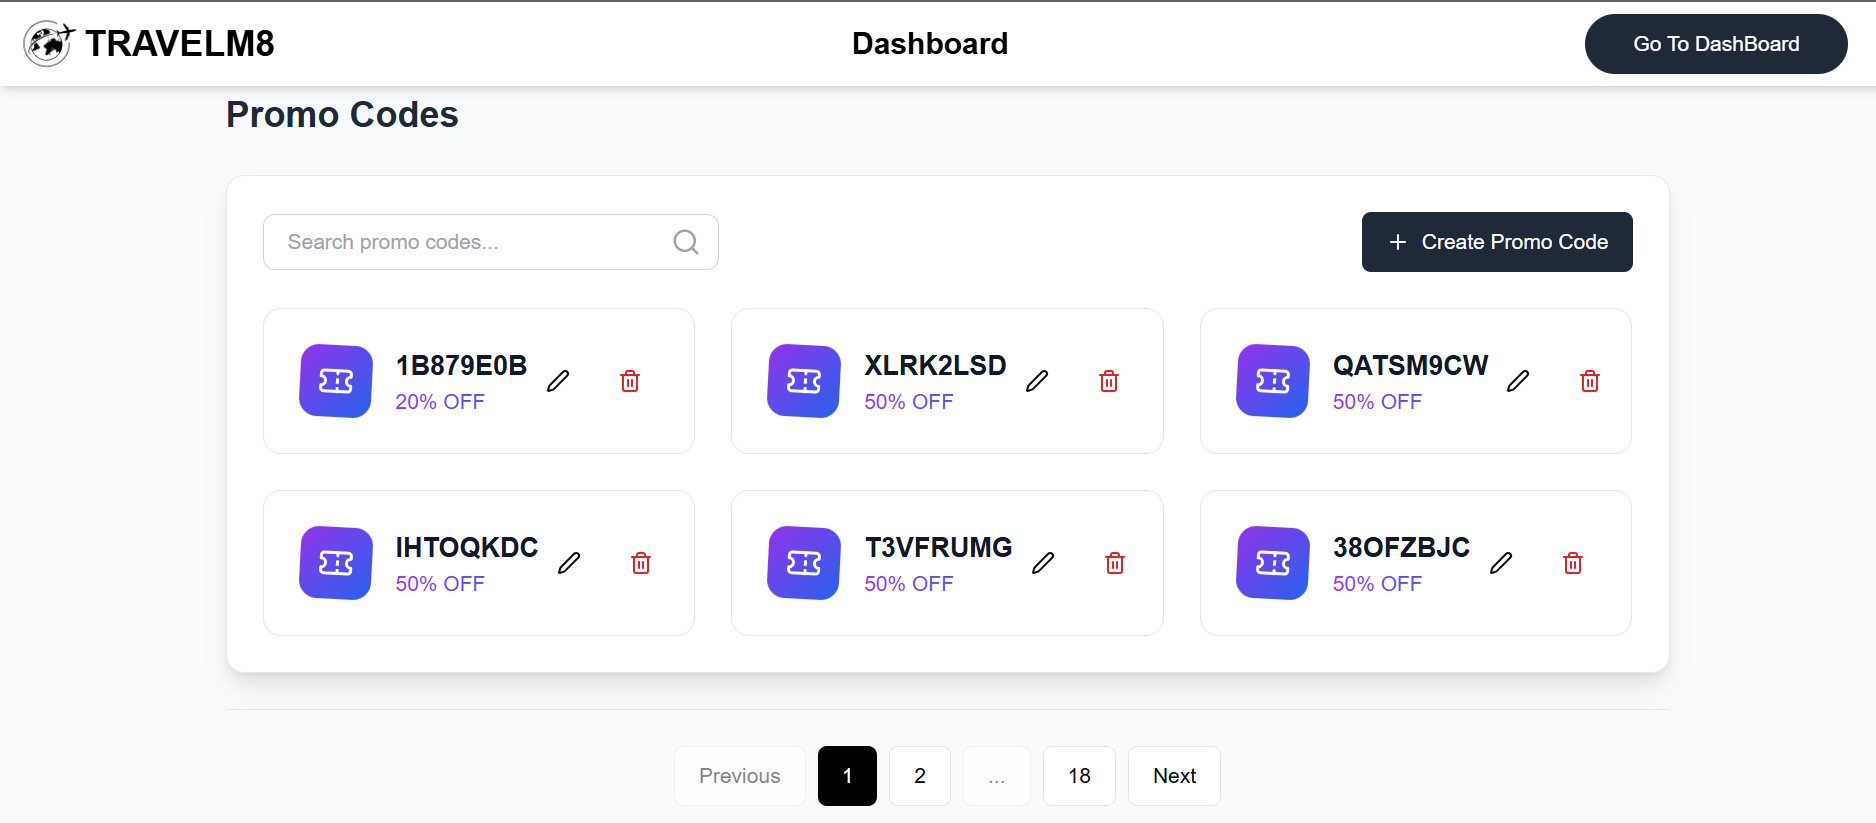 TRAVELM8
Dashboard
Go To DashBoard
Promo Codes
Search promo codes...
Create Promo Code
1B879E0B
20% OFF
XLRK2LSD
50% OFF
QATSM9CW
50% OFF
IHTOQKDC
50% OFF
T3VFRUMG
50% OFF
38OFZBJC
50% OFF
Previous 1 2 ... 18 Next